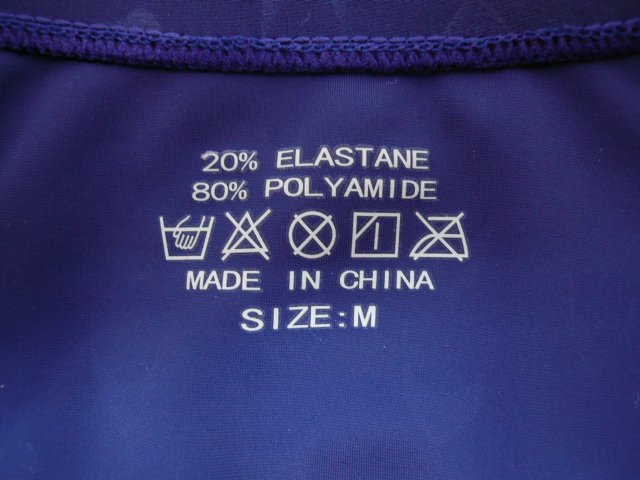 20% ELASTANE
80% POLYAMIDE
MADE IN CHINA
SIZE:M